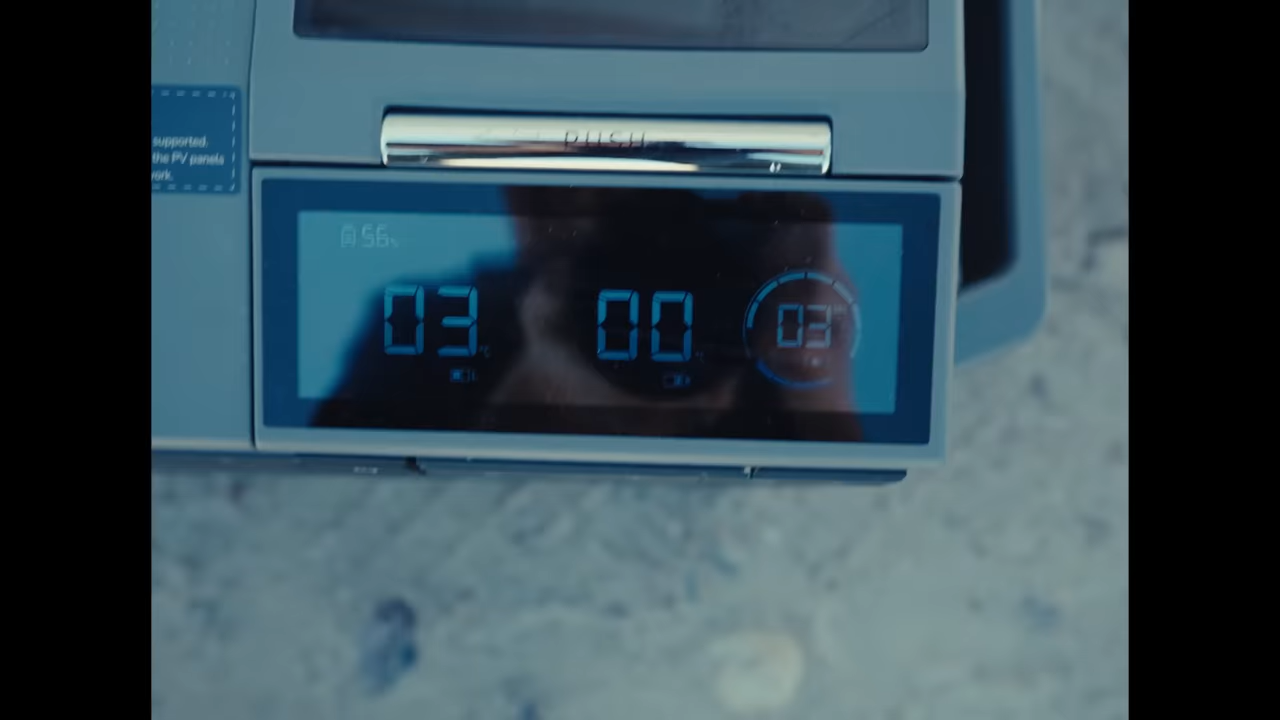 PUSH
supported.
the PV panels
ork.
56%
03 °C
00 °C
03